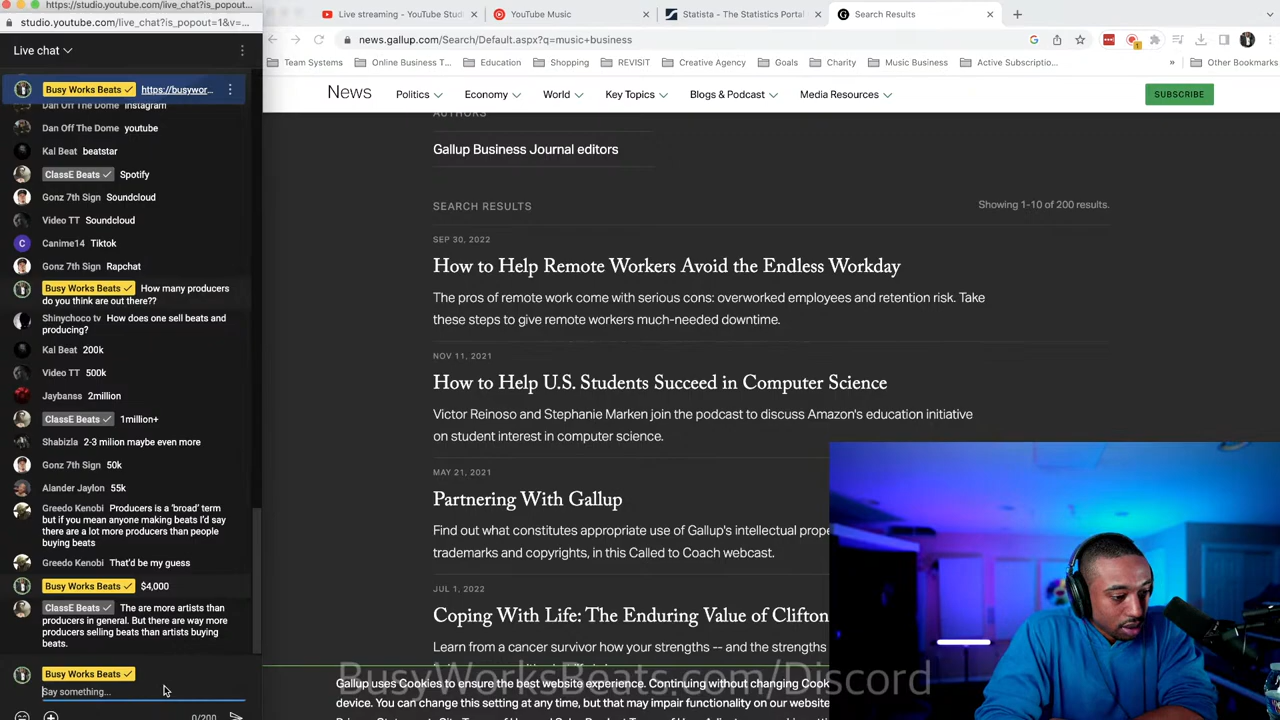 https://studio.youtube.com/live_chat?is_popout=1&v=
studio.youtube.com/live_chat?is_popout=1&v=...
Live chat
Busy Works Beats https://busywor...
Dan Off The Dome Instagram
Dan Off The Dome youtube
Kal Beat beatstar
ClassE Beats Spotify
Gonz 7th Sign Soundcloud
Video TT Soundcloud
C Canime14 Tiktok
Gonz 7th Sign Rapchat
Busy Works Beats How many producers
do you think are out there??
Shinychoco tv How does one sell beats and
producing?
Kal Beat 200k
Video TT 500k
Jaybanss 2million
ClassE Beats 1million+
Shabizla 2-3 milion maybe even more
Gonz 7th Sign 50k
Alander Jaylon 55k
Greedo Kenobi Producers is a 'broad' term
but if you mean anyone making beats I'd say
there are a lot more producers than people
buying beats
Greedo Kenobi That'd be my guess
Busy Works Beats $4,000
ClassE Beats The are more artists than
producers in general. But there are way more
producers selling beats than artists buying
beats.
Busy Works Beats
Say something...
0/200
Live streaming - YouTube Studio
YouTube Music
Statista - The Statistics Portal
Search Results
news.gallup.com/Search/Default.aspx?q=music+business
1
Team Systems
Online Business T...
Education
Shopping
REVISIT
Creative Agency
Goals
Charity
Music Business
Active Subscriptio...
»
Other Bookmarks
News
Politics
Economy
World
Key Topics
Blogs & Podcast
Media Resources
SUBSCRIBE
AUTHORS
Gallup Business Journal editors
SEARCH RESULTS
Showing 1-10 of 200 results.
SEP 30, 2022
How to Help Remote Workers Avoid the Endless Workday
The pros of remote work come with serious cons: overworked employees and retention risk. Take
these steps to give remote workers much-needed downtime.
NOV 11, 2021
How to Help U.S. Students Succeed in Computer Science
Victor Reinoso and Stephanie Marken join the podcast to discuss Amazon's education initiative
on student interest in computer science.
MAY 21, 2021
Partnering With Gallup
Find out what constitutes appropriate use of Gallup's intellectual
trademarks and copyrights, in this Called to Coach webcast.
JUL 1, 2022
Coping With Life: The Enduring Value of Clifton
Learn from a cancer survivor how your strengths -- and the strengths
BusyWorksBeats.com/Discord
Gallup uses Cookies to ensure the best website experience. Continuing without changing
device. You can change this setting at any time, but that may impair functionality on our